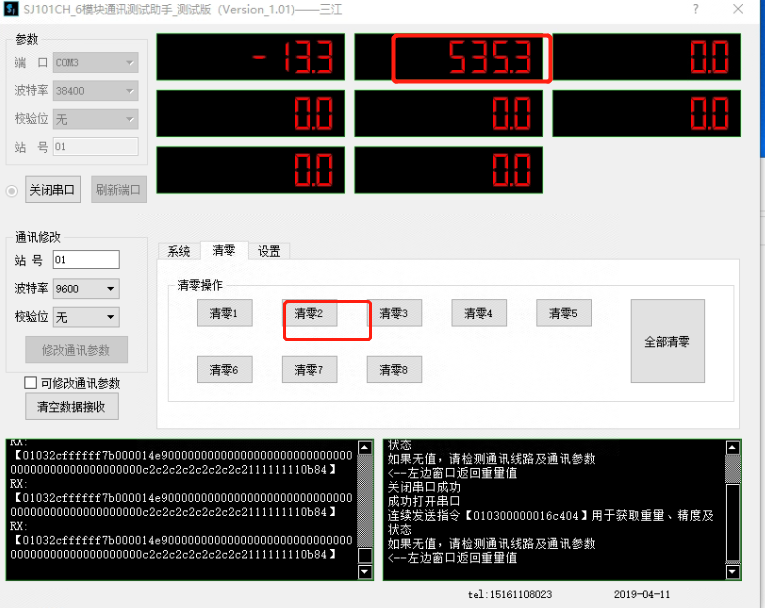 SJ101CH_6模块通讯测试助手_测试版 (Version_1.01)——三江
参数
端 口 COM3
波特率 38400
校验位 无
站 号 01
关闭串口 刷新端口
-13.3 535.3 0.0
0.0 0.0 0.0
0.0 0.0
通讯修改
站 号 01
波特率 9600
校验位 无
修改通讯参数
可修改通讯参数
清空数据接收
系统 清零 设置
清零操作
清零1 清零2 清零3 清零4 清零5
全部清零
清零6 清零7 清零8
RX:
RX:
RX:
状态
如果无值，请检测通讯线路及通讯参数
<--左边窗口返回重量值
关闭串口成功
成功打开串口
连续发送指令【010300000016c404】用于获取重量、精度及
状态
如果无值，请检测通讯线路及通讯参数
<--左边窗口返回重量值
tel:15161108023 2019-04-11